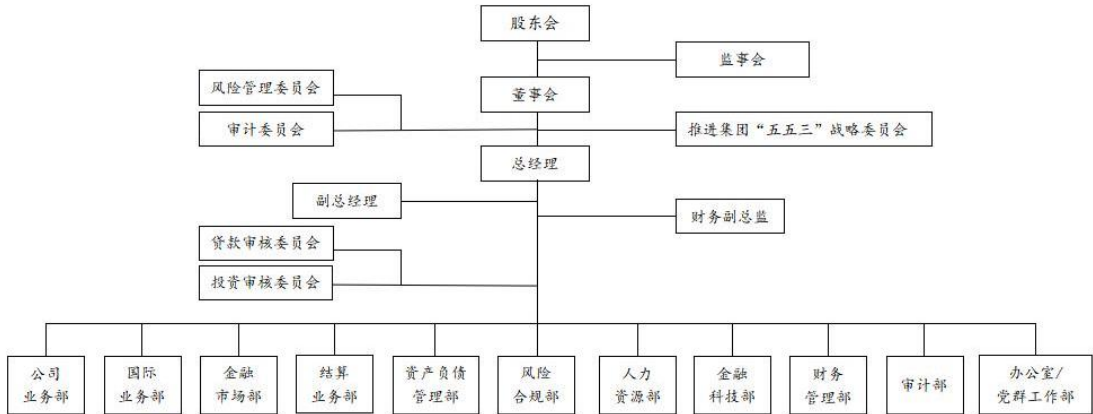 股东会
监事会
风险管理委员会
董事会
审计委员会
推进集团“五五三”战略委员会
总经理
副总经理
财务副总监
贷款审核委员会
投资审核委员会
公司
业务部
国际
业务部
金融
市场部
结算
业务部
资产负债
管理部
风险
合规部
人力
资源部
金融
科技部
财务
管理部
审计部
办公室/
党群工作部